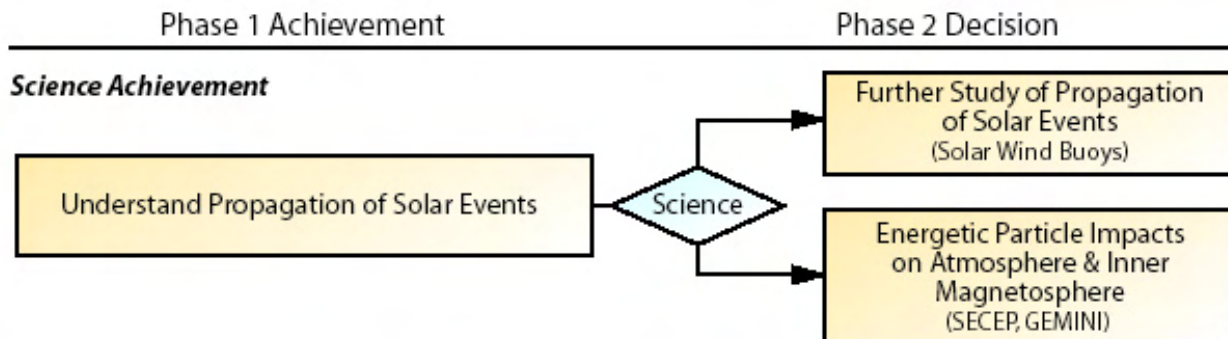 Phase 1 Achievement
Phase 2 Decision
Science Achievement
Understand Propagation of Solar Events
Science
Further Study of Propagation
of Solar Events
(Solar Wind Buoys)
Energetic Particle Impacts
on Atmosphere & Inner
Magnetosphere
(SECEP, GEMINI)